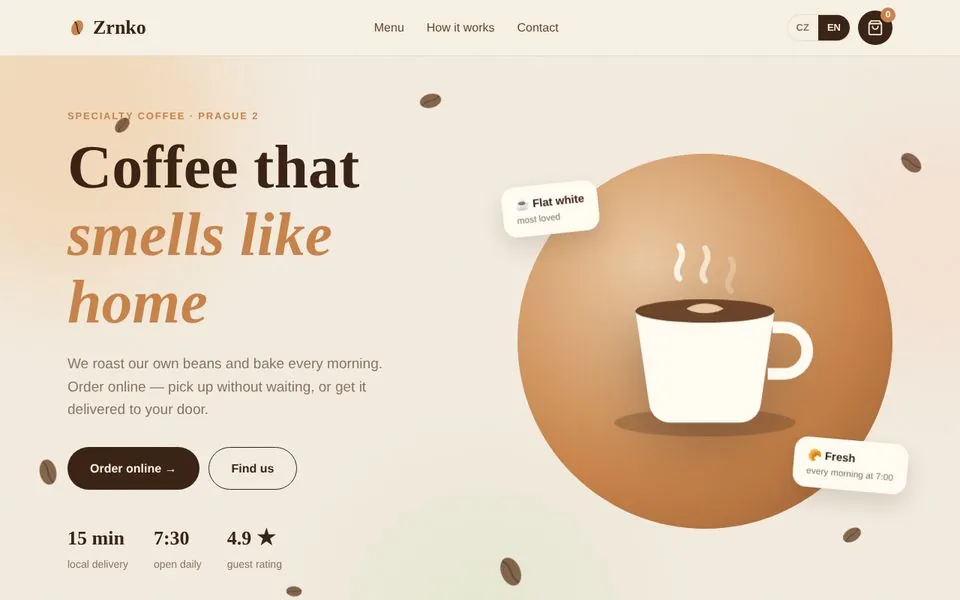 Zrnko
Menu
How it works
Contact
CZ
EN
0
SPECIALTY COFFEE · PRAGUE 2
Coffee that
smells like
home
We roast our own beans and bake every morning.
Order online — pick up without waiting, or get it
delivered to your door.
Order online →
Find us
15 min
local delivery
7:30
open daily
4.9 ★
guest rating
☕ Flat white
most loved
🥐 Fresh
every morning at 7:00